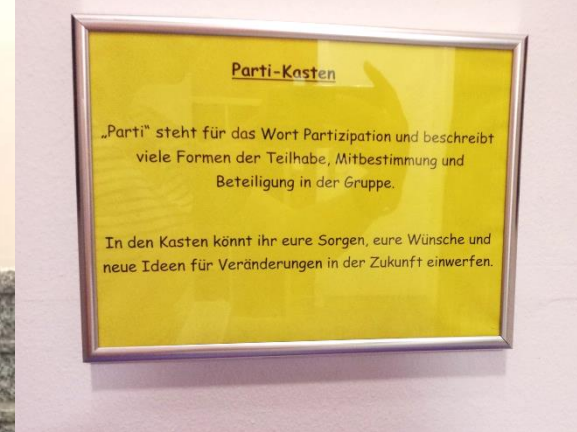 Parti-Kasten
„Parti“ steht für das Wort Partizipation und beschreibt
viele Formen der Teilhabe, Mitbestimmung und
Beteiligung in der Gruppe.
In den Kasten könnt ihr eure Sorgen, eure Wünsche und
neue Ideen für Veränderungen in der Zukunft einwerfen.